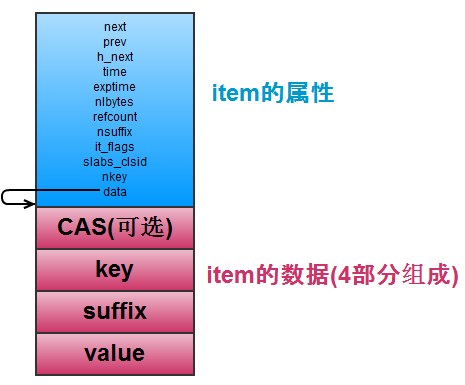 next
prev
h_next
time
exptime
nlbytes
refcount
nsuffix
it_flags
slabs_clsid
nkey
data
item的属性
CAS(可选)
key
suffix
value
item的数据(4部分组成)